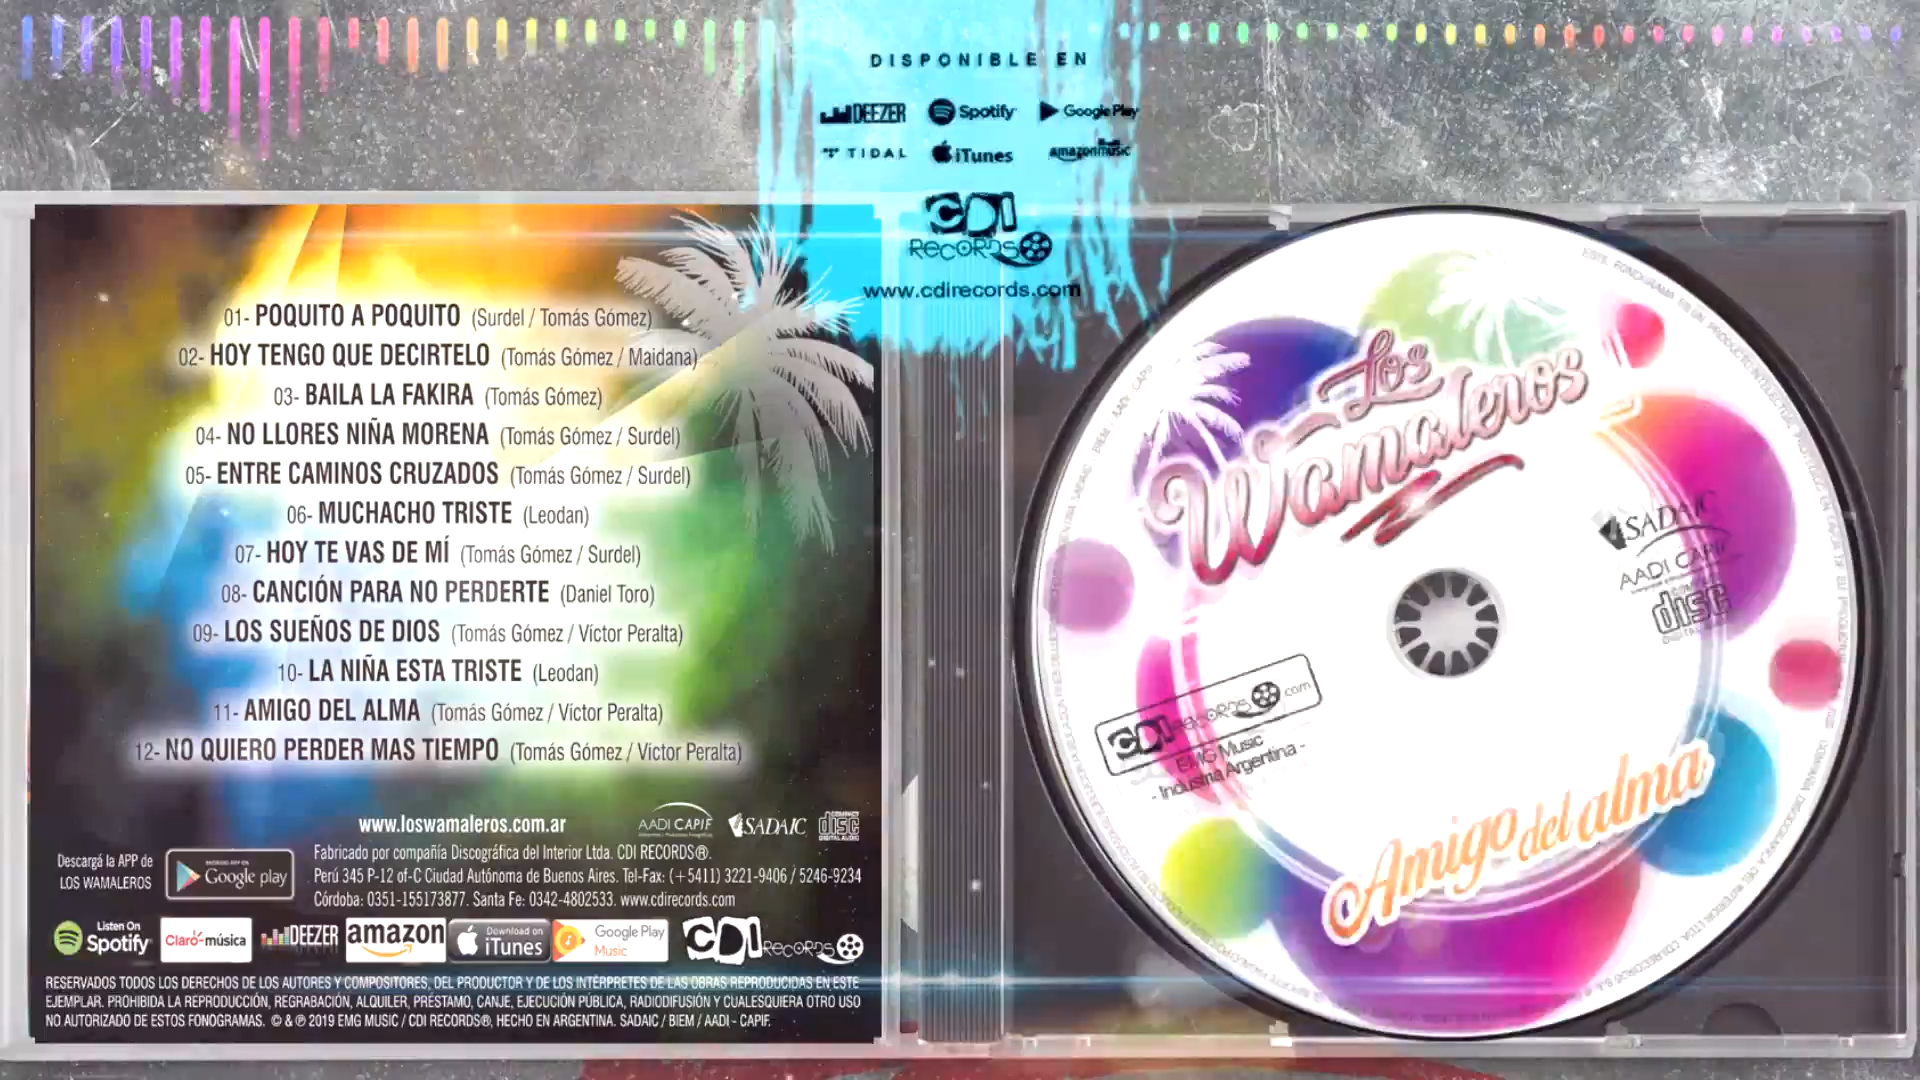 DISPONIBLE EN
DEEZER Spotify Google Play
TIDAL iTunes amazonmusic
CDI
RECORDS
www.cdirecords.com
01- POQUITO A POQUITO (Surdel / Tomás Gómez)
02- HOY TENGO QUE DECIRTELO (Tomás Gómez / Maidana)
03- BAILA LA FAKIRA (Tomás Gómez)
04- NO LLORES NIÑA MORENA (Tomás Gómez / Surdel)
05- ENTRE CAMINOS CRUZADOS (Tomás Gómez / Surdel)
06- MUCHACHO TRISTE (Leodan)
07- HOY TE VAS DE MÍ (Tomás Gómez / Surdel)
08- CANCIÓN PARA NO PERDERTE (Daniel Toro)
09- LOS SUEÑOS DE DIOS (Tomás Gómez / Víctor Peralta)
10- LA NIÑA ESTA TRISTE (Leodan)
11- AMIGO DEL ALMA (Tomás Gómez / Víctor Peralta)
12- NO QUIERO PERDER MAS TIEMPO (Tomás Gómez / Víctor Peralta)
www.loswamaleros.com.ar
AADI CAPIF SADAIC COMPACT disc DIGITAL AUDIO
Descargá la APP de
LOS WAMALEROS
Google play
Fabricado por compañía Discográfica del Interior Ltda. CDI RECORDS®.
Perú 345 P-12 of-C Ciudad Autónoma de Buenos Aires. Tel-Fax: (+5411) 3221-9406 / 5246-9234
Córdoba: 0351-155173877. Santa Fe: 0342-4802533. www.cdirecords.com
Listen On Spotify Claro música DEEZER amazon Download on iTunes Google Play Music CDI RECORDS
RESERVADOS TODOS LOS DERECHOS DE LOS AUTORES Y COMPOSITORES, DEL PRODUCTOR Y DE LOS INTÉRPRETES DE LAS OBRAS REPRODUCIDAS EN ESTE
EJEMPLAR. PROHIBIDA LA REPRODUCCIÓN, REGRABACIÓN, ALQUILER, PRÉSTAMO, CANJE, EJECUCIÓN PÚBLICA, RADIODIFUSIÓN Y CUALESQUIERA OTRO USO
NO AUTORIZADO DE ESTOS FONOGRAMAS. © & ℗ 2019 EMG MUSIC / CDI RECORDS®, HECHO EN ARGENTINA. SADAIC / BIEM / AADI - CAPIF.
Los
Wamaleros
SADAIC
AADI CAPIF
disc
CDI RECORDS .com
EMG Music
- Industria Argentina -
Amigo del alma